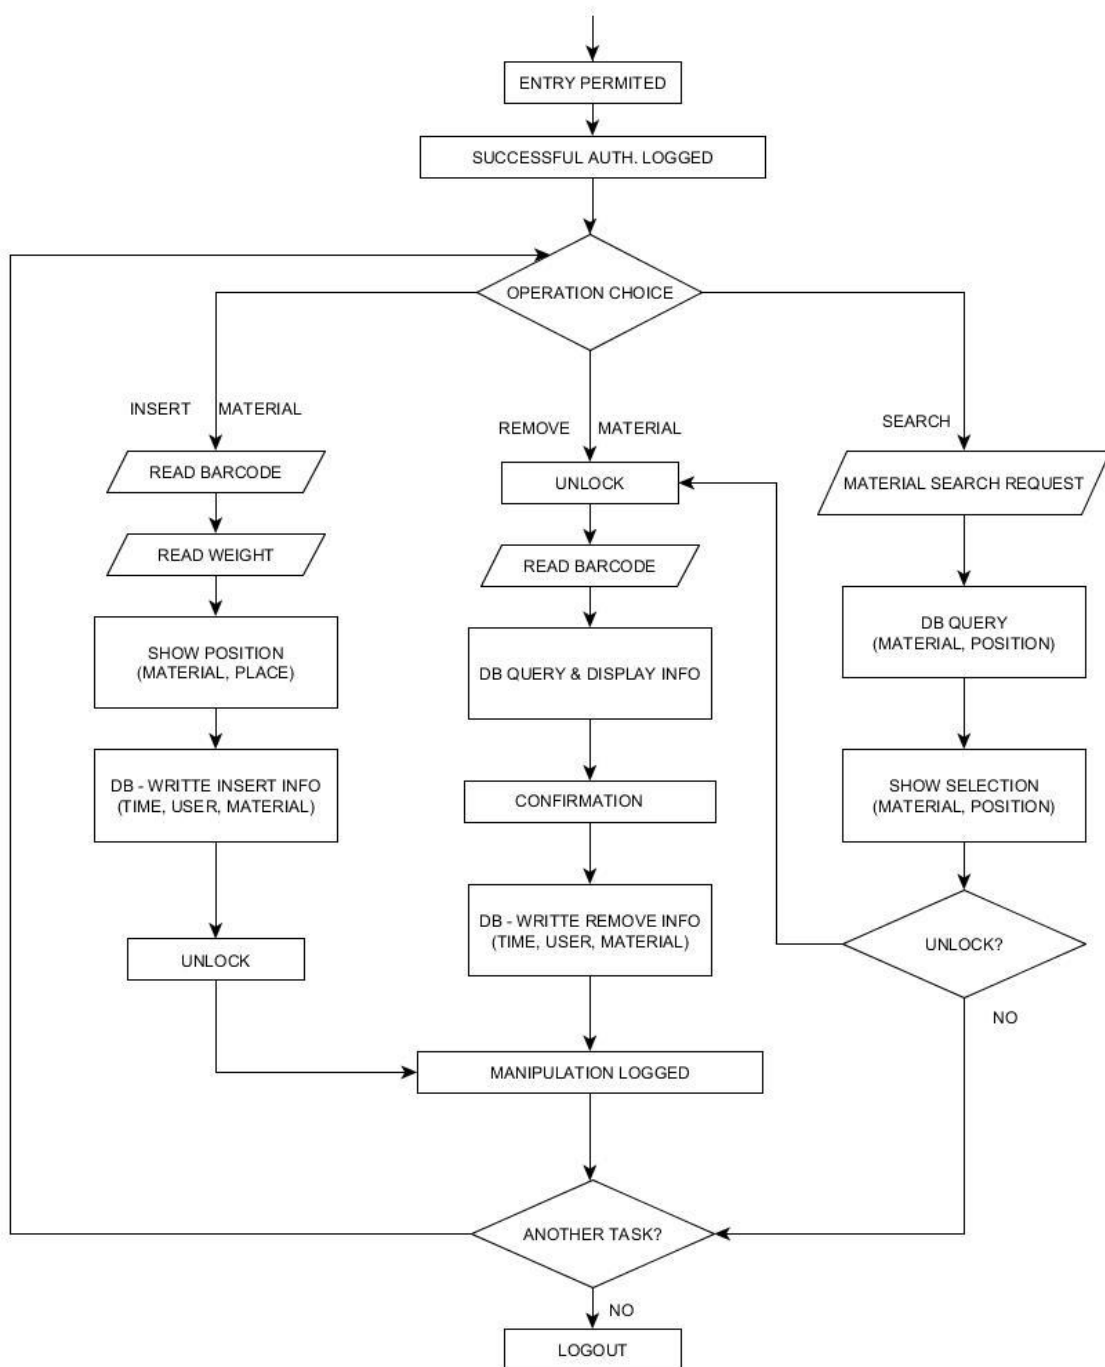 ENTRY PERMITED
SUCCESSFUL AUTH. LOGGED
OPERATION CHOICE
INSERT MATERIAL
READ BARCODE
READ WEIGHT
SHOW POSITION
(MATERIAL, PLACE)
DB - WRITTE INSERT INFO
(TIME, USER, MATERIAL)
UNLOCK
REMOVE MATERIAL
UNLOCK
READ BARCODE
DB QUERY & DISPLAY INFO
CONFIRMATION
DB - WRITTE REMOVE INFO
(TIME, USER, MATERIAL)
SEARCH
MATERIAL SEARCH REQUEST
DB QUERY
(MATERIAL, POSITION)
SHOW SELECTION
(MATERIAL, POSITION)
UNLOCK?
NO
MANIPULATION LOGGED
ANOTHER TASK?
NO
LOGOUT